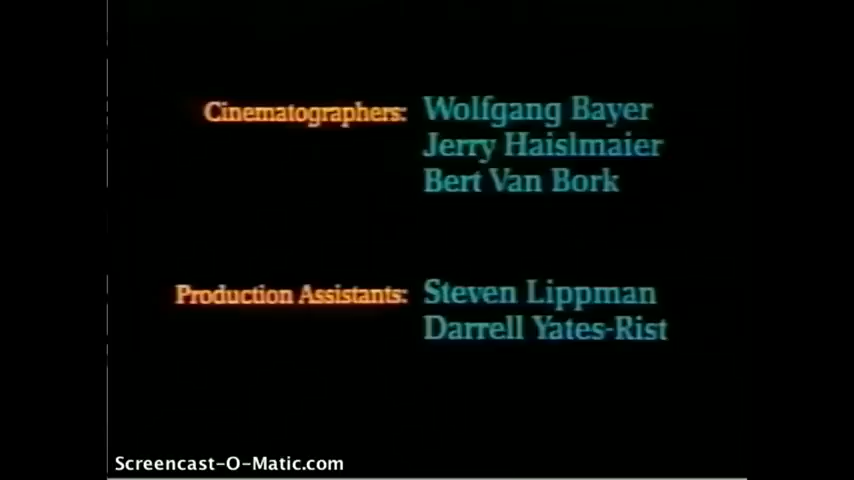 Cinematographers: Wolfgang Bayer
Jerry Haislmaier
Bert Van Bork
Production Assistants: Steven Lippman
Darrell Yates-Rist
Screencast-O-Matic.com